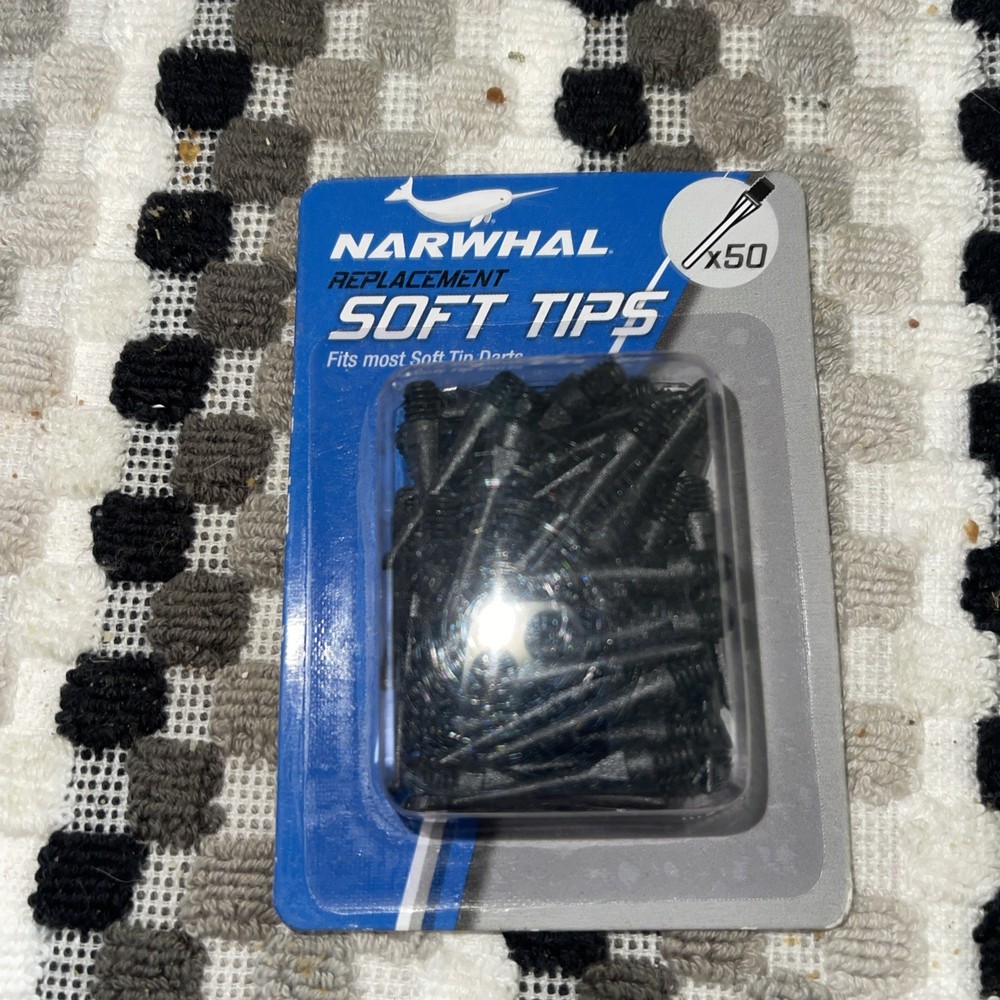 NARWHAL
REPLACEMENT
SOFT TIPS
Fits most Soft Tip Darts
x50